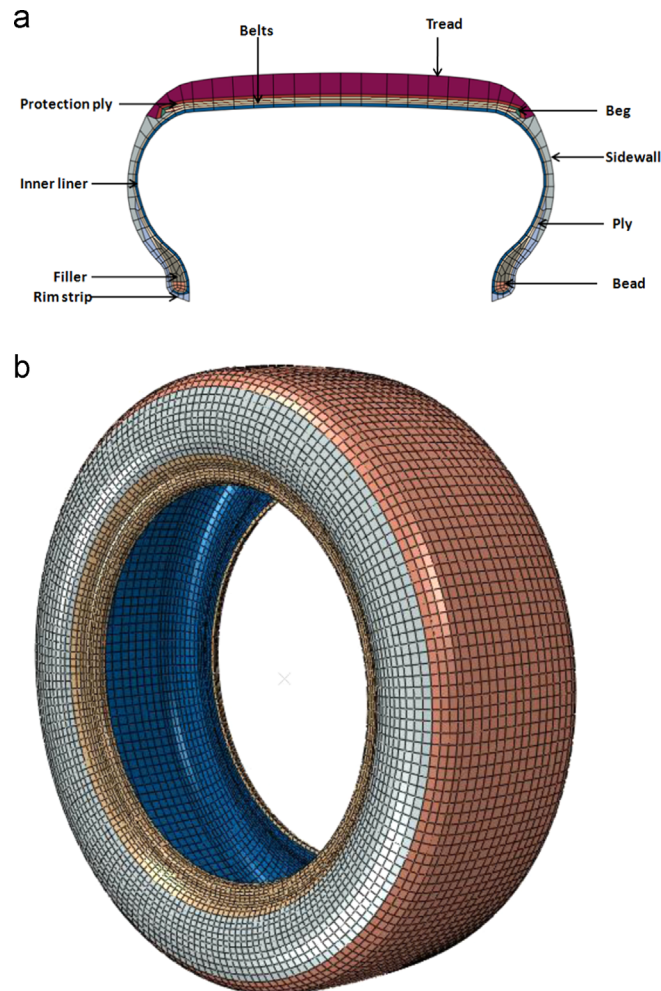 a
Belts
Tread
Protection ply
Beg
Sidewall
Inner liner
Ply
Filler
Bead
Rim strip
b